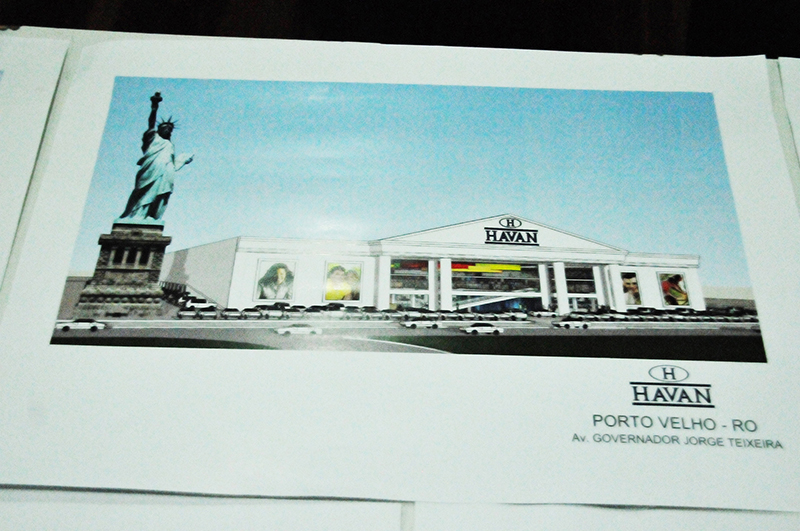 H
HAVAN
H
HAVAN
PORTO VELHO - RO
Av. GOVERNADOR JORGE TEIXEIRA